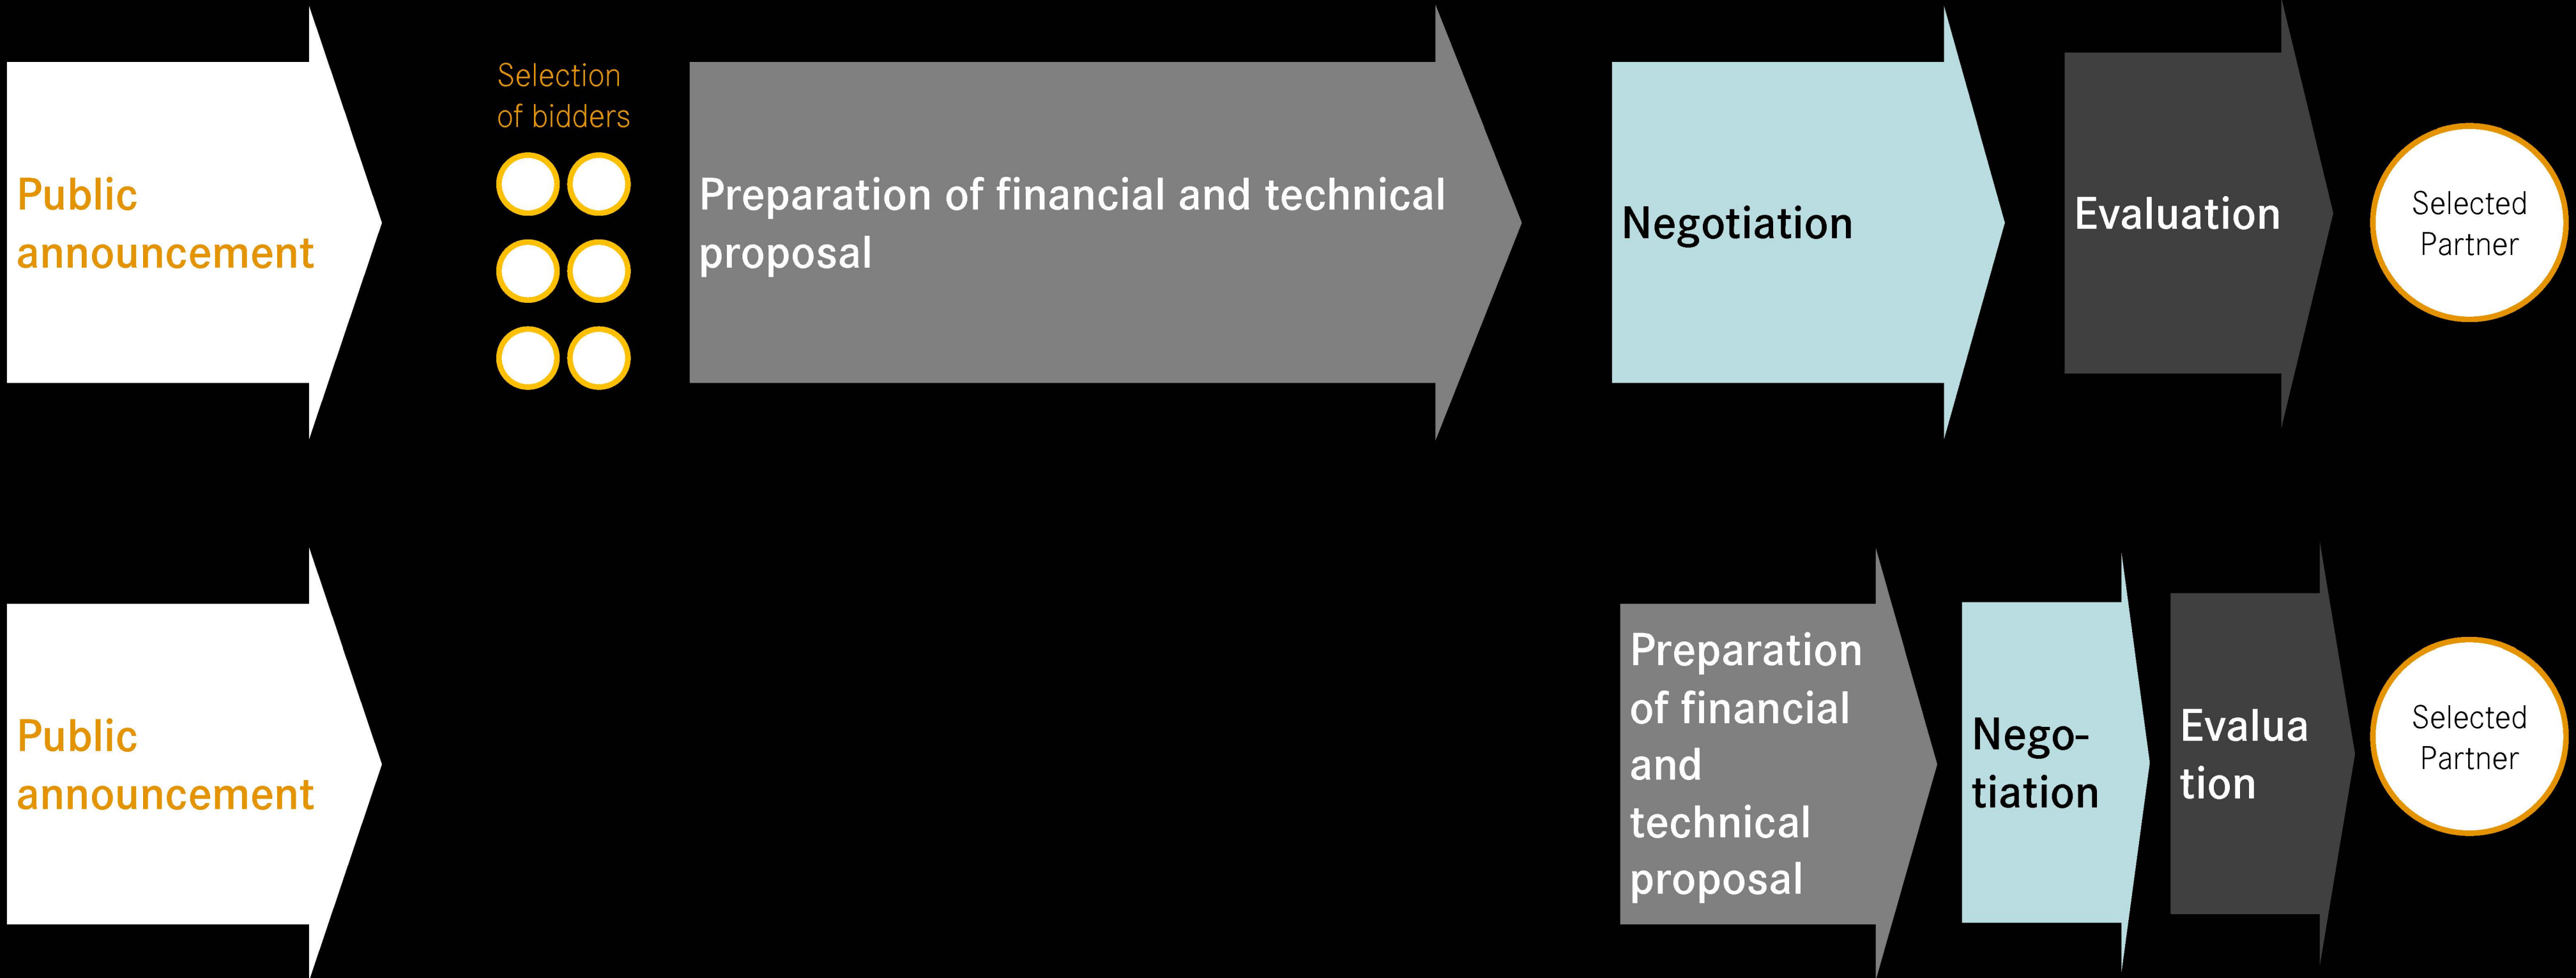 Public
announcement
Selection
of bidders
Preparation of financial and technical
proposal
Negotiation
Evaluation
Selected
Partner
Public
announcement
Preparation
of financial
and
technical
proposal
Nego-
tiation
Evalua
tion
Selected
Partner